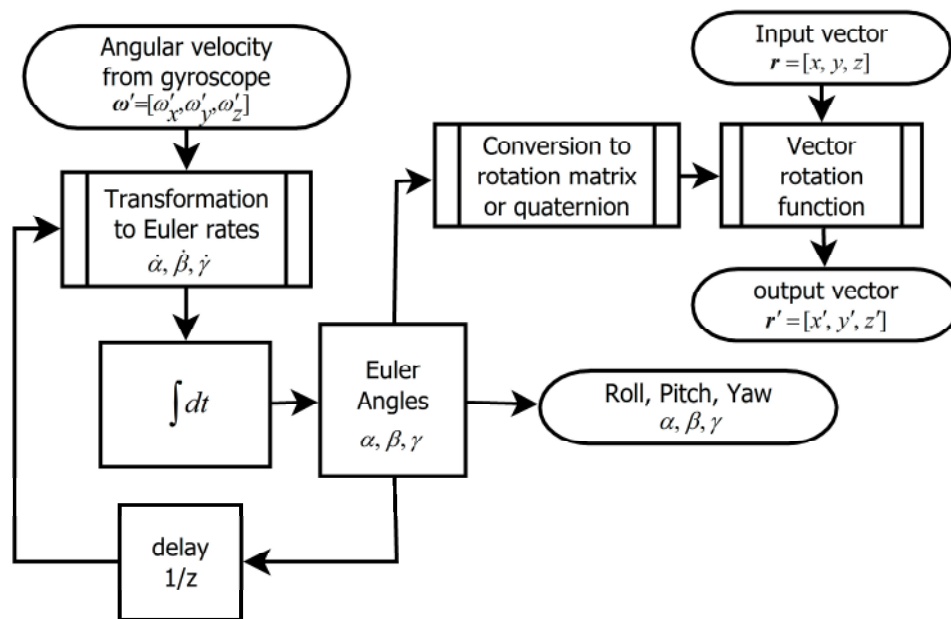 Angular velocity
from gyroscope
ω′=[ω′x,ω′y,ω′z]
Input vector
r = [x, y, z]
Transformation
to Euler rates
α̇, β̇, γ̇
Conversion to
rotation matrix
or quaternion
Vector
rotation
function
output vector
r′ = [x′, y′, z′]
∫dt
Euler
Angles
α, β, γ
Roll, Pitch, Yaw
α, β, γ
delay
1/z